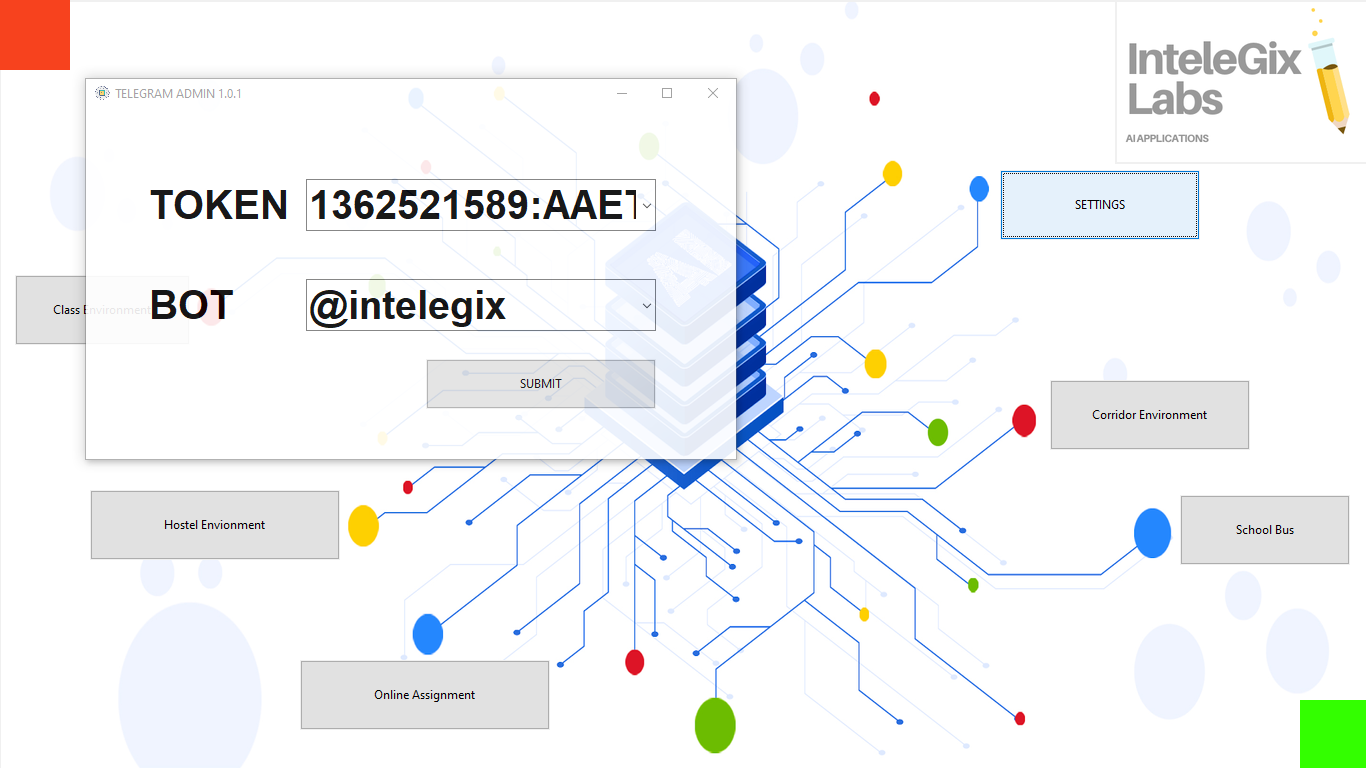 InteleGix
Labs
AI APPLICATIONS
TELEGRAM ADMIN 1.0.1
TOKEN 1362521589:AAET
BOT @intelegix
SUBMIT
SETTINGS
Class Environment
Corridor Environment
Hostel Envionment
School Bus
Online Assignment
AI